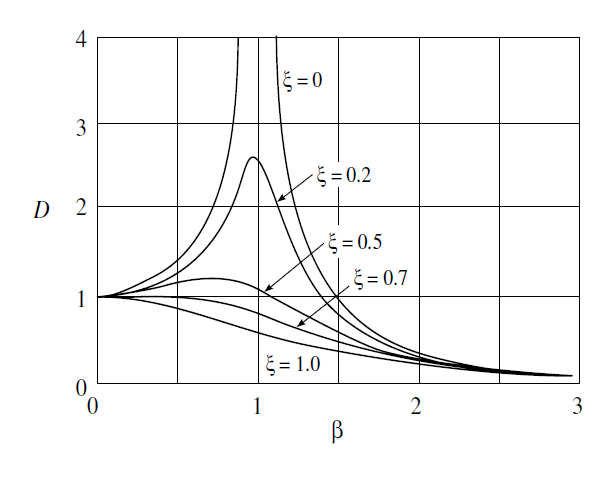 4
ξ = 0
3
ξ = 0.2
D
2
ξ = 0.5
ξ = 0.7
1
ξ = 1.0
0
0 1 2 3
β